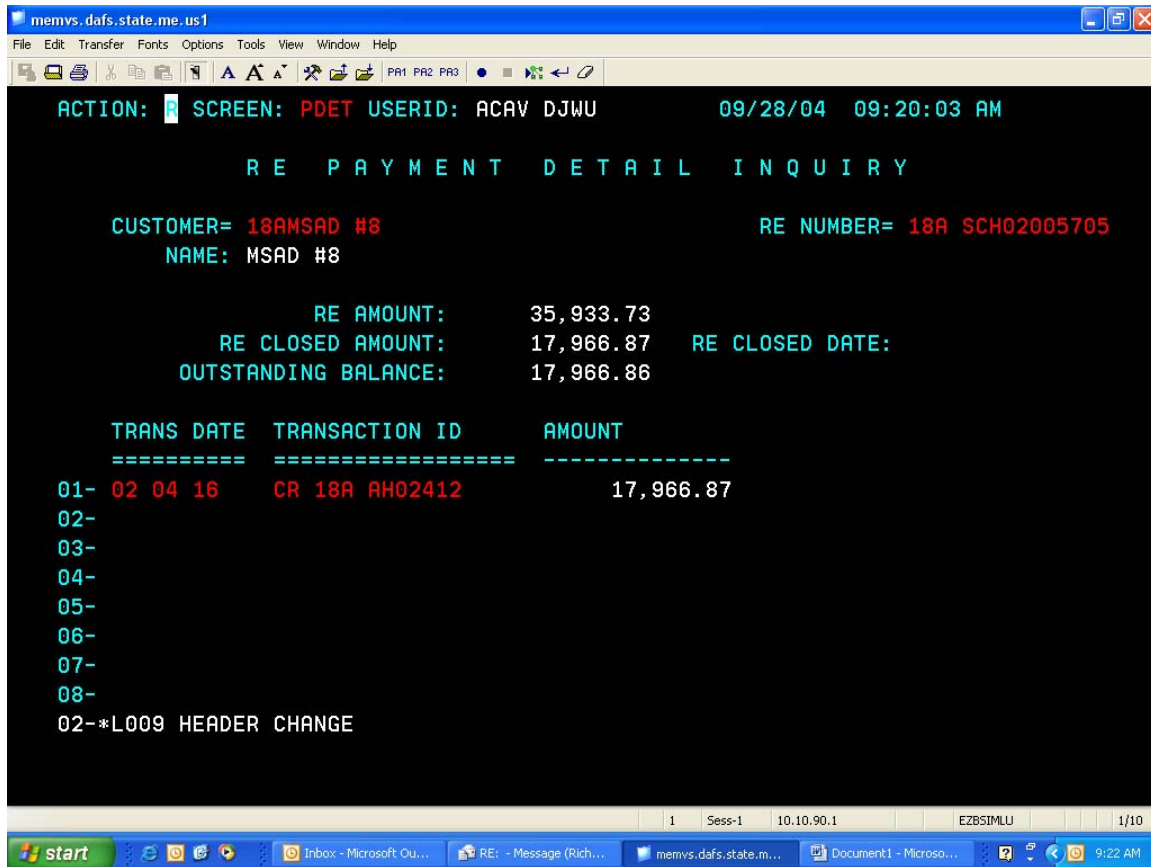 memvs.dafs.state.me.us1
File Edit Transfer Fonts Options Tools View Window Help
PA1 PA2 PA3
ACTION: R SCREEN: PDET USERID: ACAV DJWU 09/28/04 09:20:03 AM
R E P A Y M E N T D E T A I L I N Q U I R Y
CUSTOMER= 18AMSAD #8 RE NUMBER= 18A SCH02005705
NAME: MSAD #8
RE AMOUNT: 35,933.73
RE CLOSED AMOUNT: 17,966.87 RE CLOSED DATE:
OUTSTANDING BALANCE: 17,966.86
TRANS DATE TRANSACTION ID AMOUNT
========== ================== --------------
01- 02 04 16 CR 18A AH02412 17,966.87
02-
03-
04-
05-
06-
07-
08-
02-*L009 HEADER CHANGE
1 Sess-1 10.10.90.1 EZBSIMLU 1/10
start Inbox - Microsoft Ou... RE: - Message (Rich... memvs.dafs.state.m... Document1 - Microso... 9:22 AM